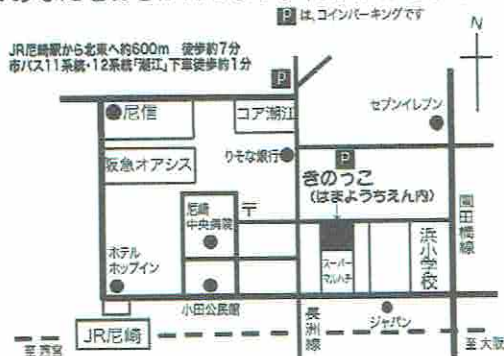 Pは、コインパーキングです
N
JR尼崎駅から北東へ約600m 徒歩約7分
市バス11系統・12系統「潮江」下車徒歩約1分
P
尼信
コア潮江
セブンイレブン
阪急オアシス
りそな銀行
P
きのっこ
(はまようちえん内)
尼崎
中央病院
〒
園田橋線
浜小学校
スーパー
マルハチ
ホテル
ホップイン
小田公民館
長洲線
ジャパン
JR尼崎
至西宮
至大阪